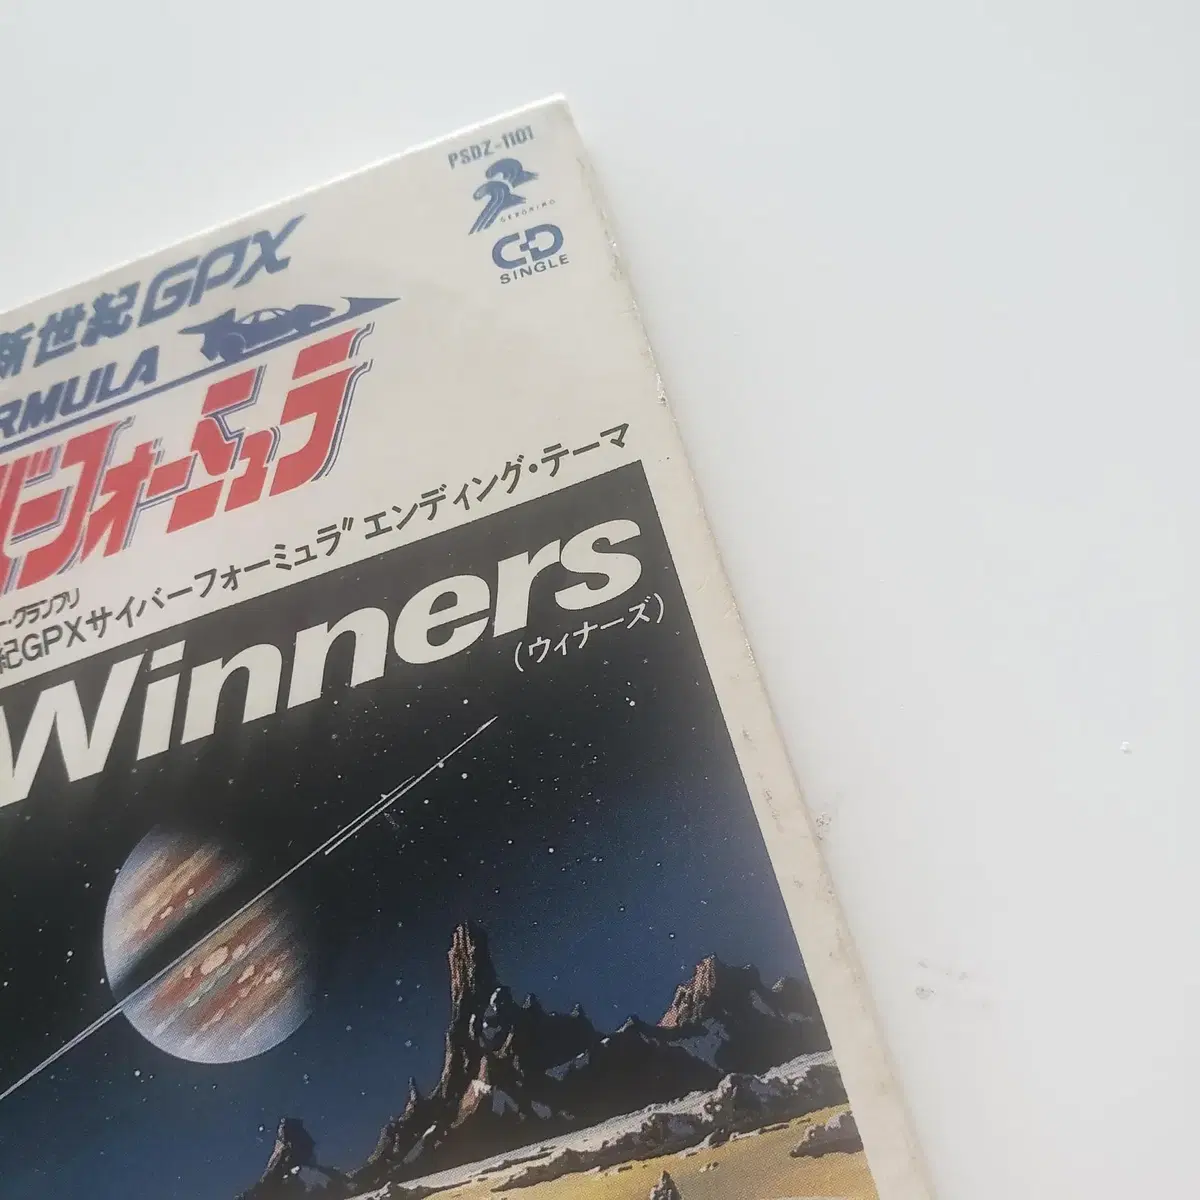 PSDZ-1101
CD
SINGLE
新世紀GPX
RMULA
バーフォーミュラ
ー・グランプリ
紀GPXサイバーフォーミュラ”エンディング・テーマ
Winners
(ウィナーズ)